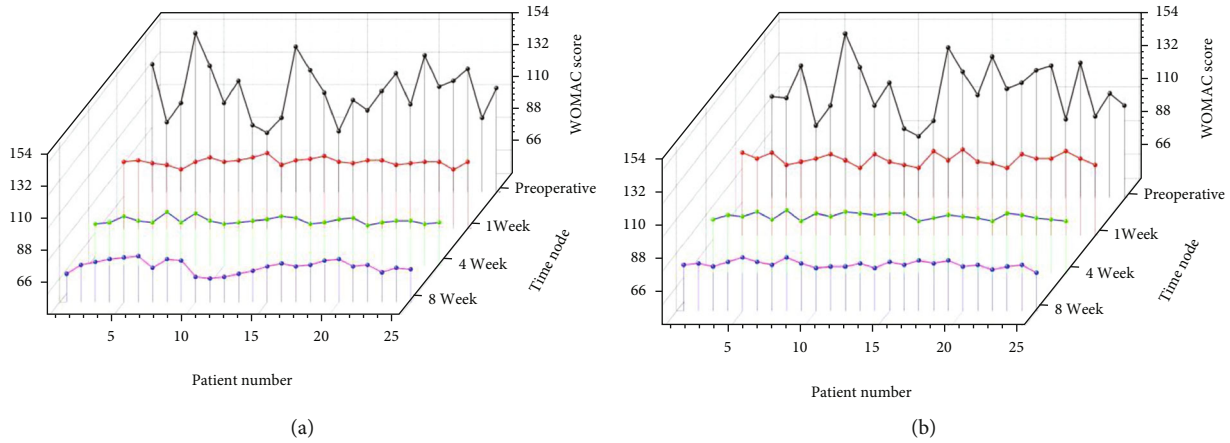 154
132
110
88
66
WOMAC score
154
132
110
88
66
Preoperative
1Week
4 Week
8 Week
Time node
5
10
15
20
25
Patient number
(a)
154
132
110
88
66
WOMAC score
154
132
110
88
66
Preoperative
1Week
4 Week
8 Week
Time node
5
10
15
20
25
Patient number
(b)